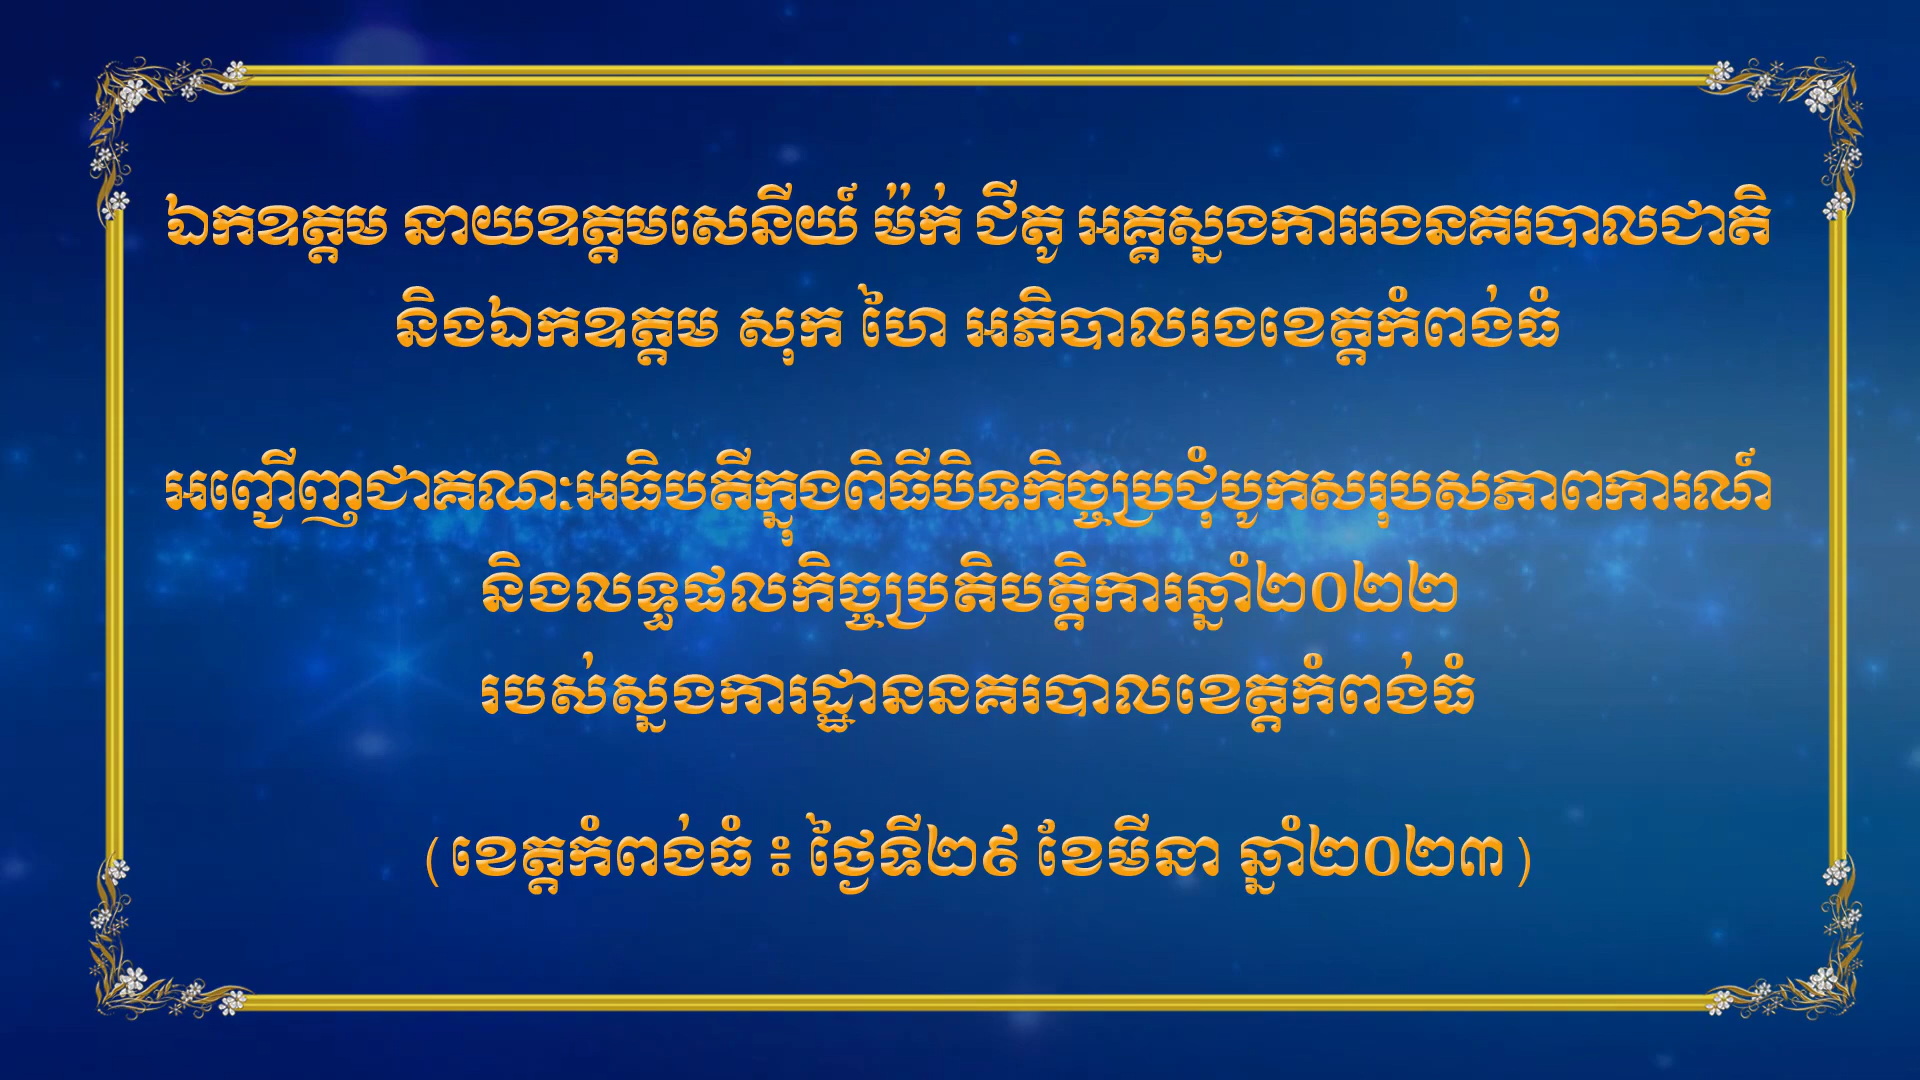 ឯកឧត្តម នាយឧត្តមសេនីយ៍ ម៉ក់ ជីតូ អគ្គស្នងការរងនគរបាលជាតិ
និងឯកឧត្តម សុក ហៃ អភិបាលរងខេត្តកំពង់ធំ
អញ្ជើញជាគណៈអធិបតីក្នុងពិធីបិទកិច្ចប្រជុំបូកសរុបសភាពការណ៍
និងលទ្ធផលកិច្ចប្រតិបត្តិការឆ្នាំ២០២២
របស់ស្នងការដ្ឋាននគរបាលខេត្តកំពង់ធំ
(ខេត្តកំពង់ធំ ៖ ថ្ងៃទី២៩ ខែមីនា ឆ្នាំ២០២៣)